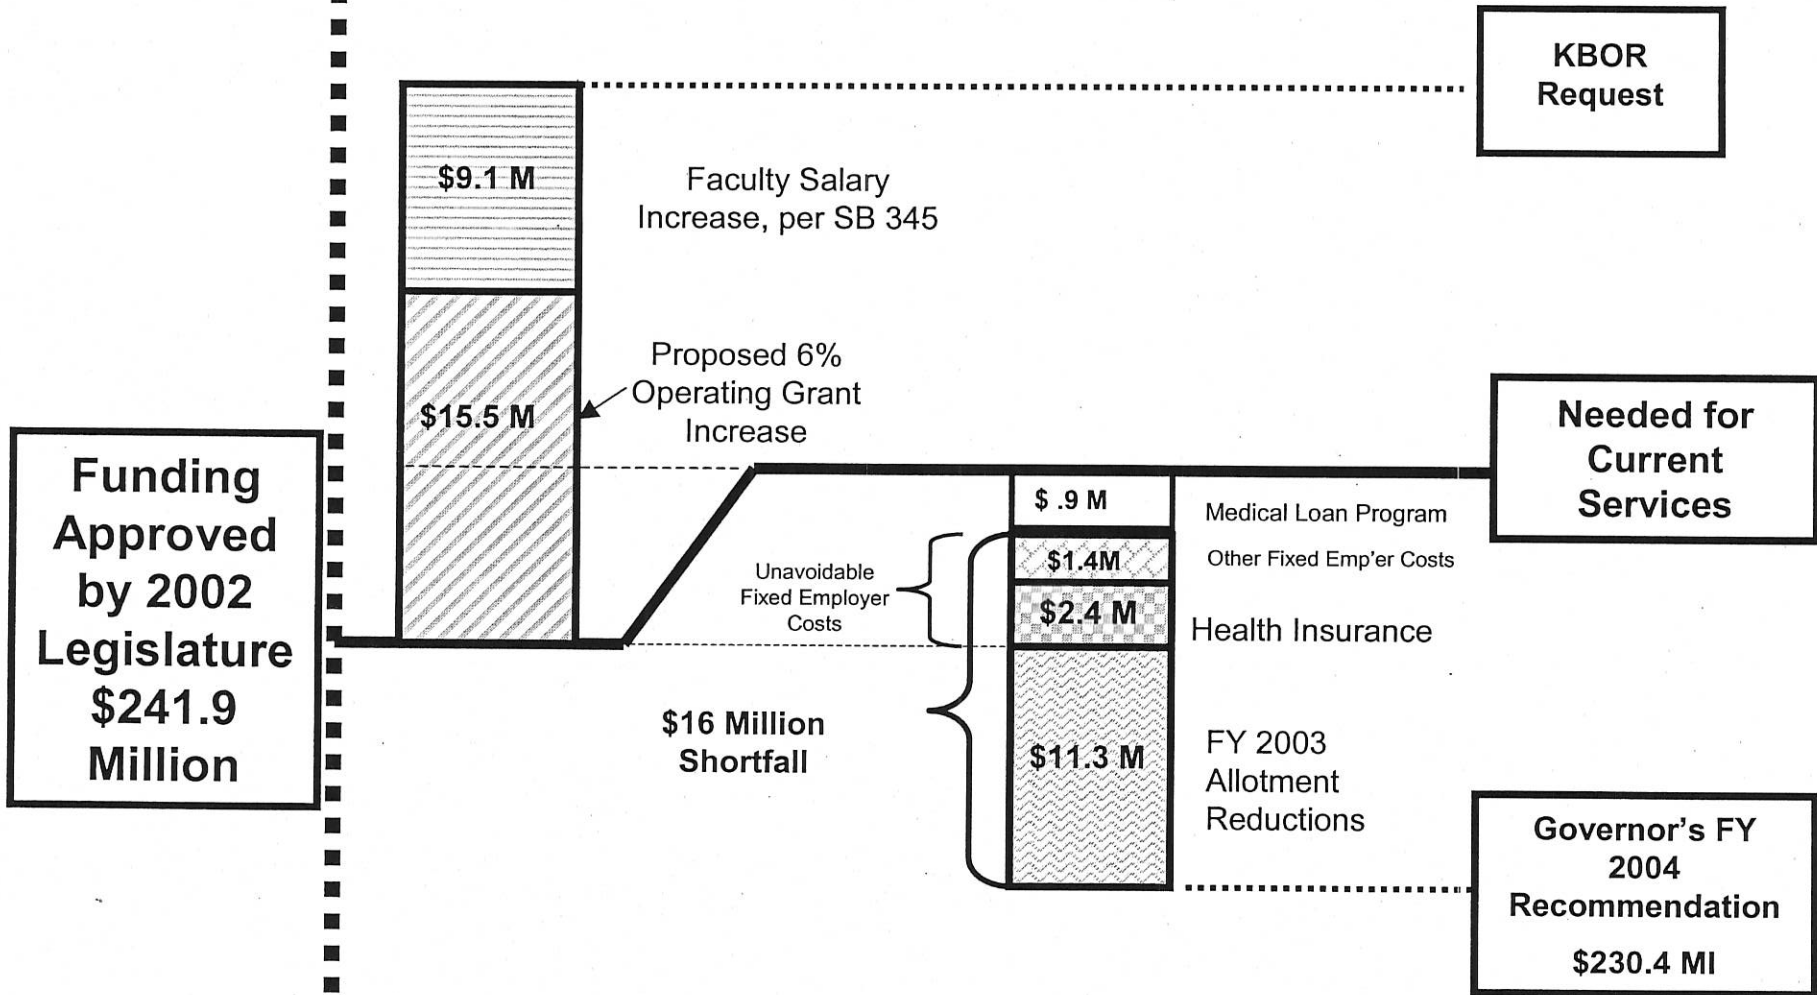 KBOR
Request
$9.1 M
Faculty Salary
Increase, per SB 345
Proposed 6%
Operating Grant
Increase
$15.5 M
Funding
Approved
by 2002
Legislature
$241.9
Million
Needed for
Current
Services
$ .9 M
Medical Loan Program
$1.4M
Other Fixed Emp'er Costs
Unavoidable
Fixed Employer
Costs
$2.4 M
Health Insurance
$16 Million
Shortfall
$11.3 M
FY 2003
Allotment
Reductions
Governor's FY
2004
Recommendation
$230.4 MI